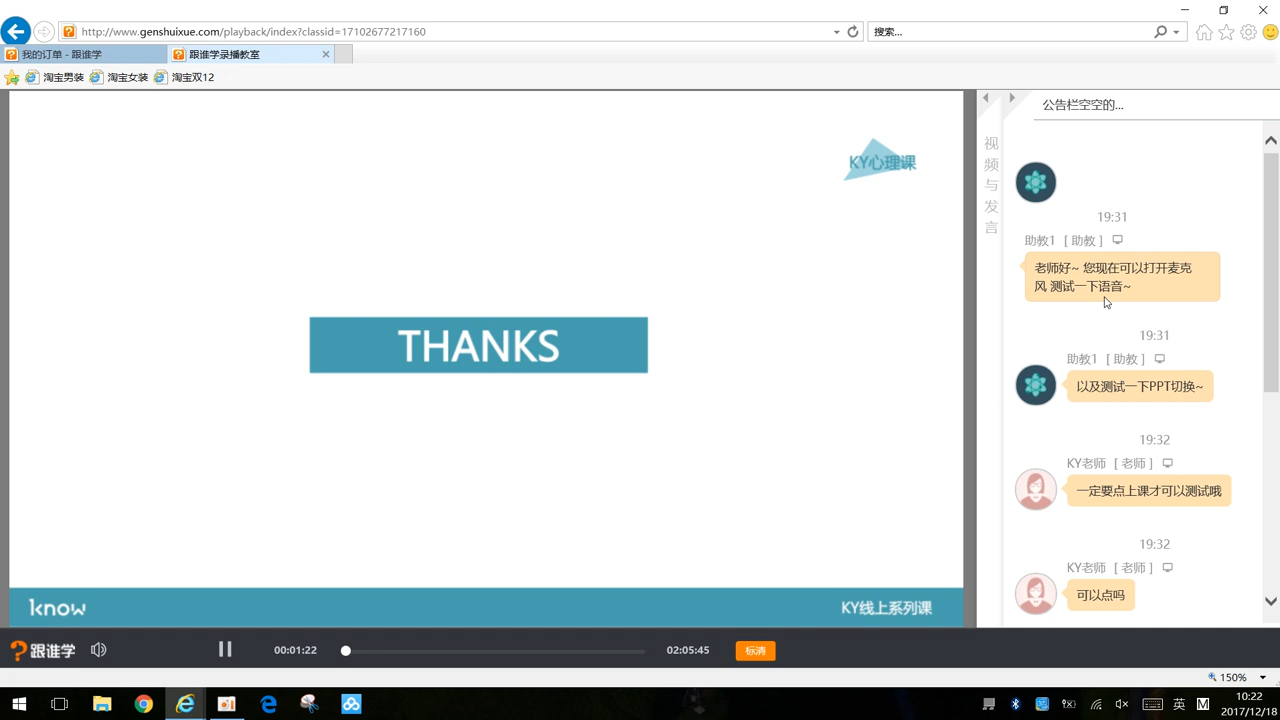 http://www.genshuixue.com/playback/index?classid=17102677217160
搜索...
我的订单 - 跟谁学
跟谁学录播教室
淘宝男装
淘宝女装
淘宝双12
公告栏空空的...
KY心理课
视频与发言
19:31
助教1 [ 助教 ]
老师好~ 您现在可以打开麦克
风 测试一下语音~
19:31
助教1 [ 助教 ]
以及测试一下PPT切换~
THANKS
19:32
KY老师 [ 老师 ]
一定要点上课才可以测试哦
19:32
KY老师 [ 老师 ]
可以点吗
know
KY线上系列课
跟谁学
00:01:22
02:05:45
标清
150%
英
M
10:22
2017/12/18